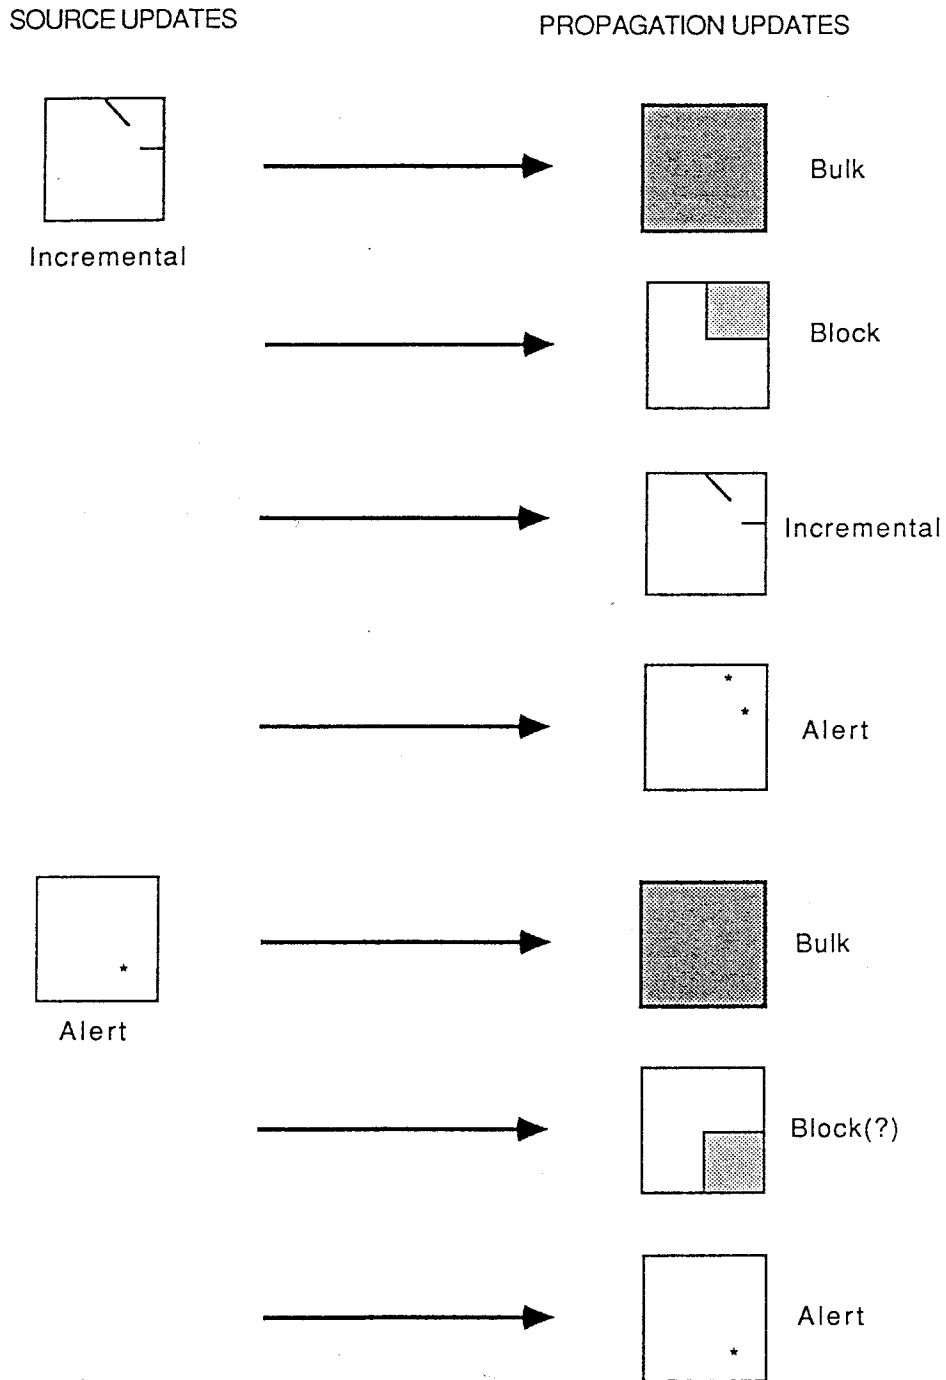 SOURCE UPDATES
PROPAGATION UPDATES
Bulk
Incremental
Block
Incremental
*
*
Alert
*
Alert
Bulk
Block(?)
*
Alert